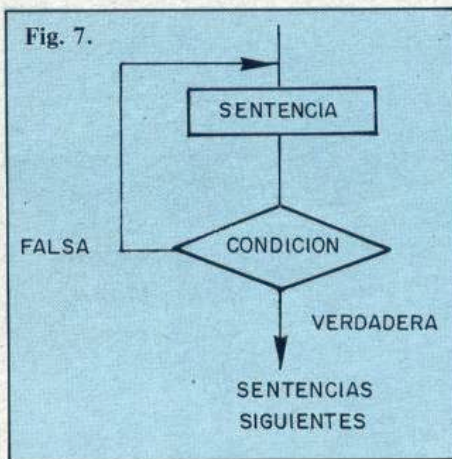 Fig. 7.
SENTENCIA
CONDICION
FALSA
VERDADERA
SENTENCIAS
SIGUIENTES